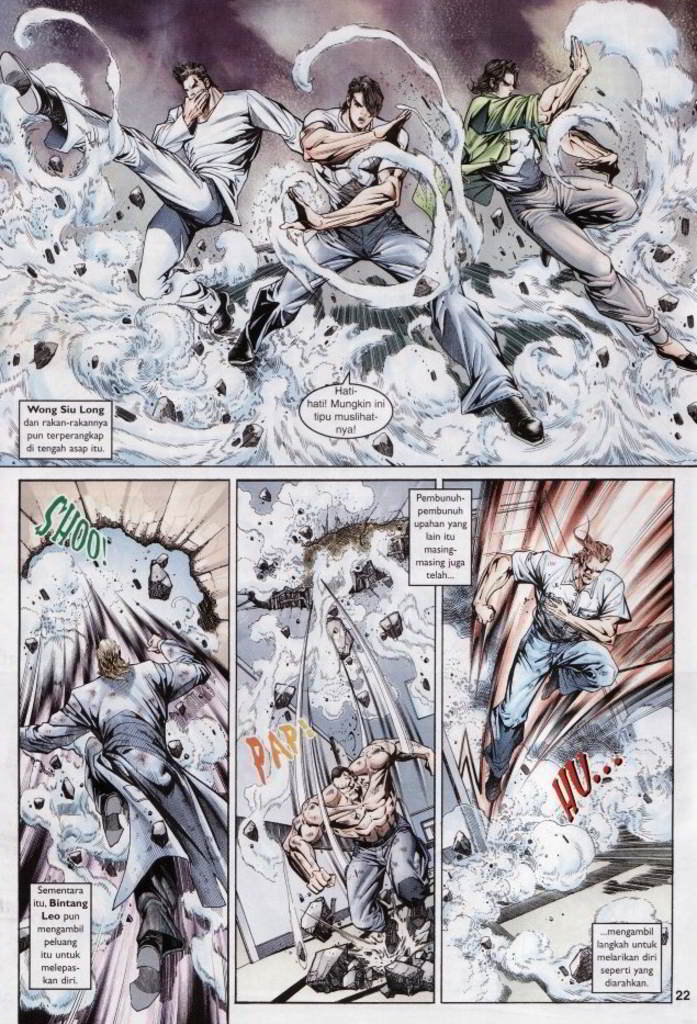 Wong Siu Long
dan rakan-rakannya
pun terperangkap
di tengah asap itu.
Hati-
hati! Mungkin ini
tipu muslihat-
nya!
SHOO!
Sementara
itu, Bintang
Leo pun
mengambil
peluang
itu untuk
melepas-
kan diri.
PAP!
Pembunuh-
pembunuh
upahan yang
lain itu
masing-
masing juga
telah...
HU...
...mengambil
langkah untuk
melarikan diri
seperti yang
diarahkan.
22